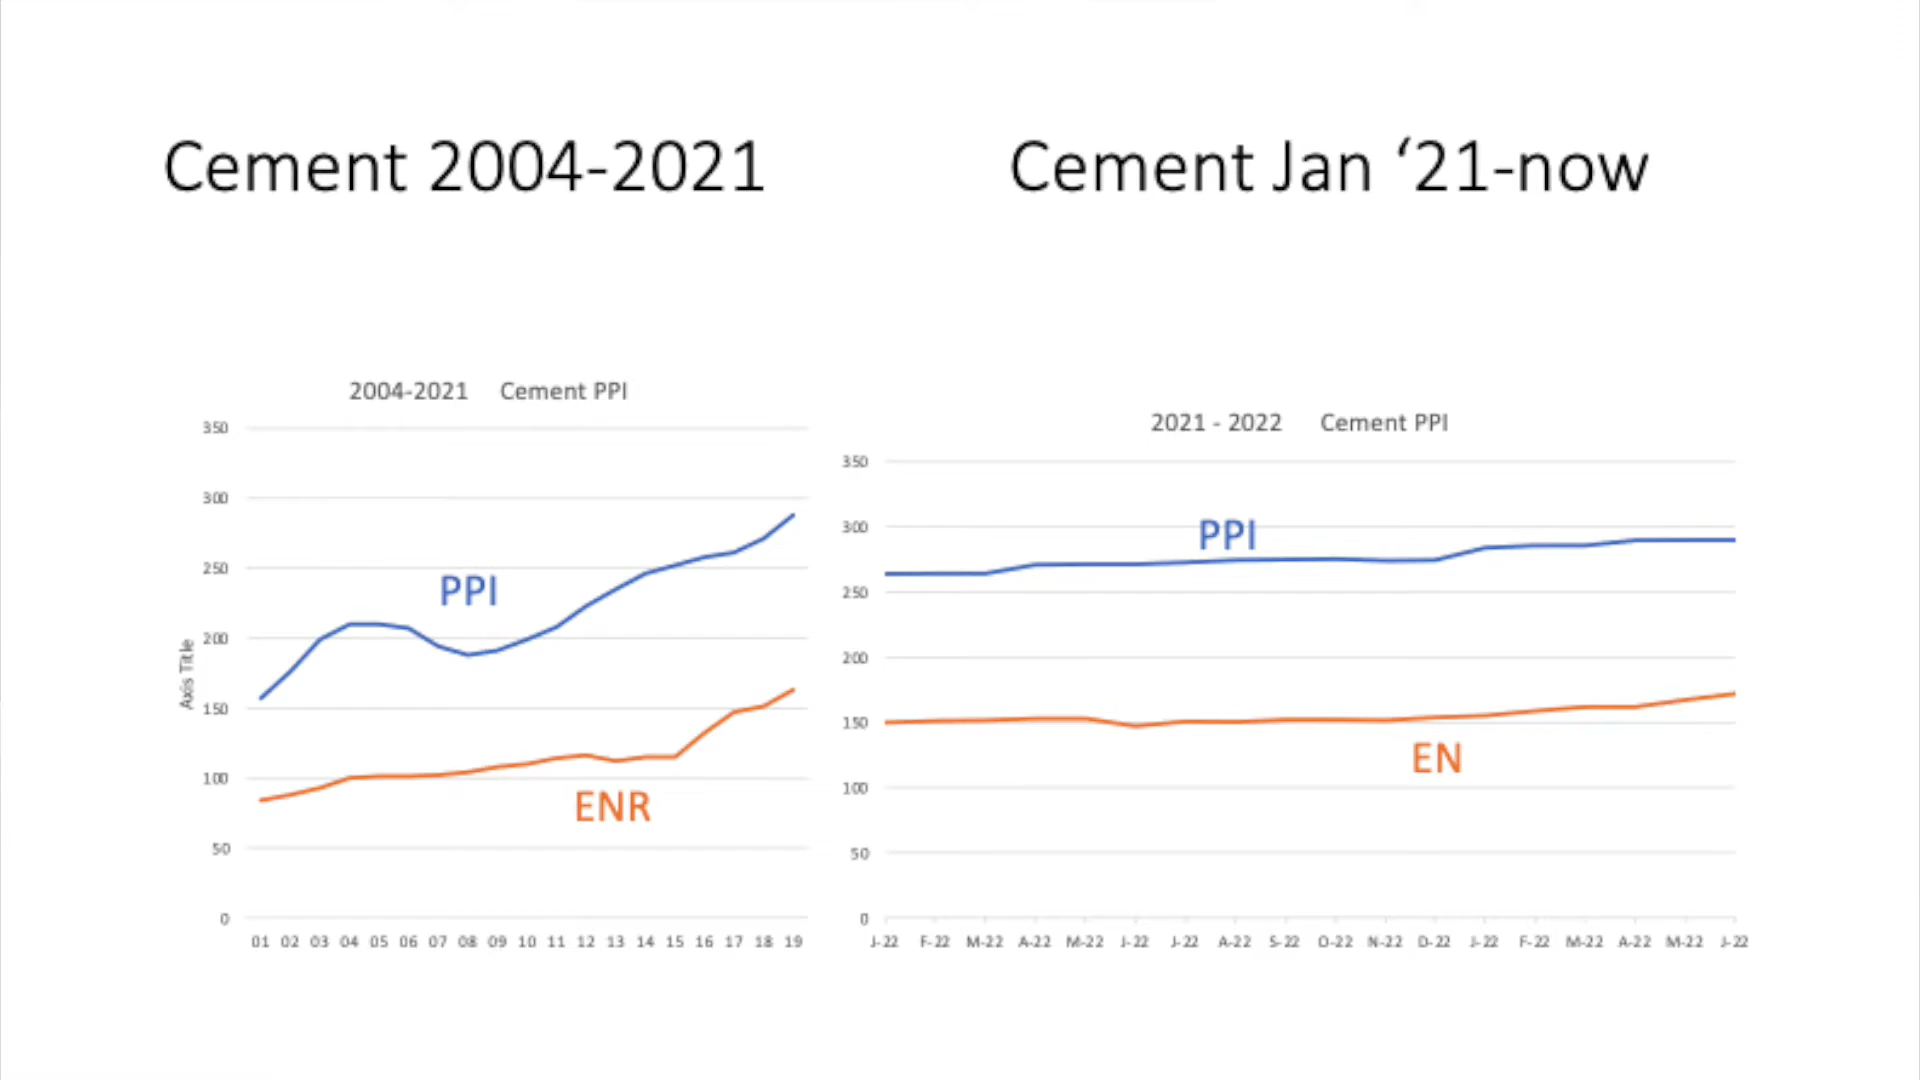 Cement 2004-2021
Cement Jan ‘21-now
2004-2021 Cement PPI
350
300
250
200
150
100
50
0
Axis Title
PPI
ENR
01 02 03 04 05 06 07 08 09 10 11 12 13 14 15 16 17 18 19
2021 - 2022 Cement PPI
350
300
250
200
150
100
50
0
PPI
EN
J-22 F-22 M-22 A-22 M-22 J-22 J-22 A-22 S-22 O-22 N-22 D-22 J-22 F-22 M-22 A-22 M-22 J-22